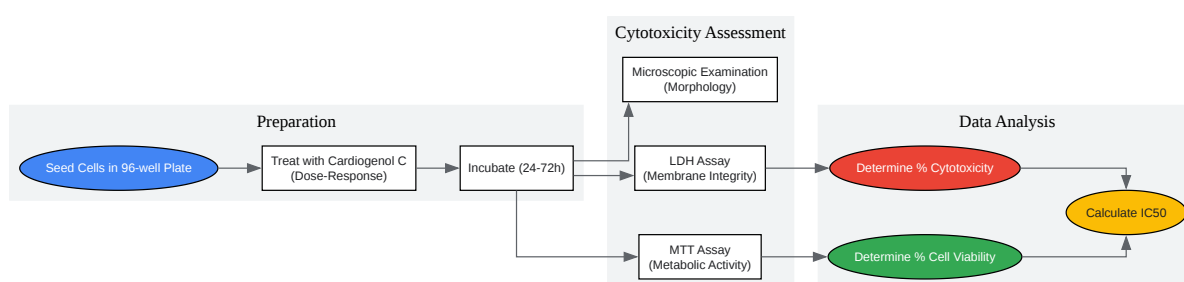 Cytotoxicity Assessment
Microscopic Examination
(Morphology)
Preparation
Data Analysis
Seed Cells in 96-well Plate
Treat with Cardiogenol C
(Dose-Response)
Incubate (24-72h)
LDH Assay
(Membrane Integrity)
Determine % Cytotoxicity
Calculate IC50
MTT Assay
(Metabolic Activity)
Determine % Cell Viability